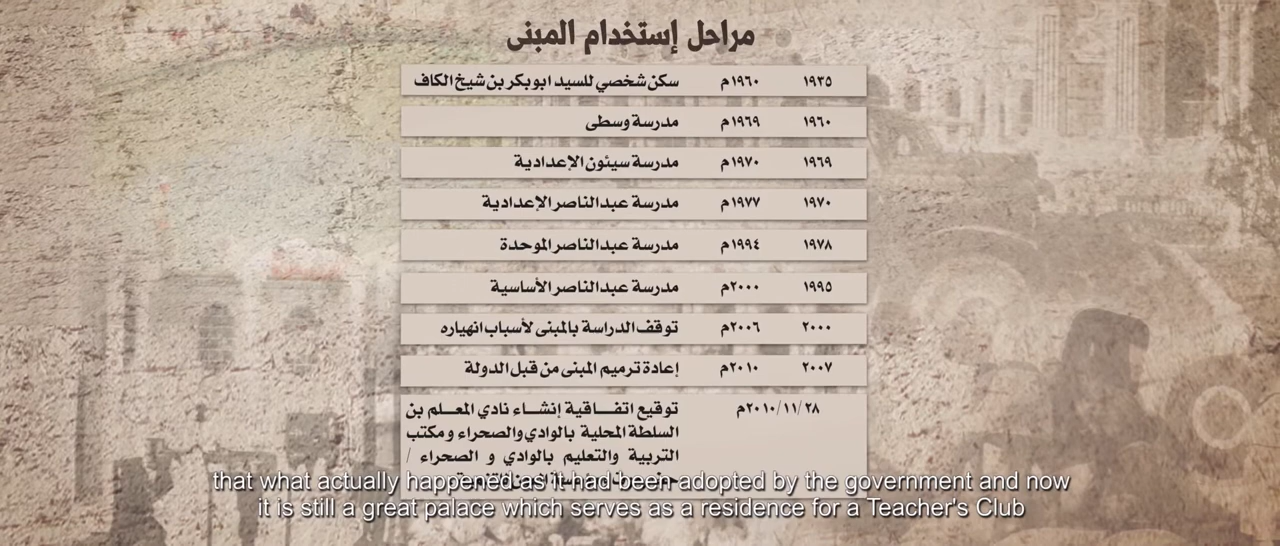 مراحل إستخدام المبنى
١٩٣٥ ١٩٦٠م سكن شخصي للسيد ابوبكر بن شيخ الكاف
١٩٦٠ ١٩٦٩م مدرسة وسطى
١٩٦٩ ١٩٧٠م مدرسة سيئون الإعدادية
١٩٧٠ ١٩٧٧م مدرسة عبدالناصر الإعدادية
١٩٧٨ ١٩٩٤م مدرسة عبدالناصر الموحدة
١٩٩٥ ٢٠٠٠م مدرسة عبدالناصر الأساسية
٢٠٠٠ ٢٠٠٦م توقف الدراسة بالمبنى لأسباب انهياره
٢٠٠٧ ٢٠١٠م إعادة ترميم المبنى من قبل الدولة
٢٠١٠/١١/٢٨م توقيع اتفـــاقية إنشــاء نادي المعــلم بن
السلطة المحلية بالوادي والصحراء ومكتب
التربية والتعليم بالوادي و الصحراء /
that what actually happened as it had been adopted by the government and now
it is still a great palace which serves as a residence for a Teacher's Club